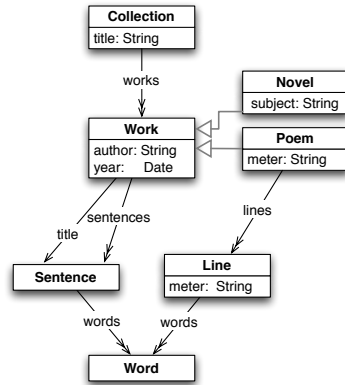 Collection
title: String
works
Novel
subject: String
Work
author: String
year: Date
Poem
meter: String
sentences
lines
title
Sentence
Line
meter: String
words
words
Word